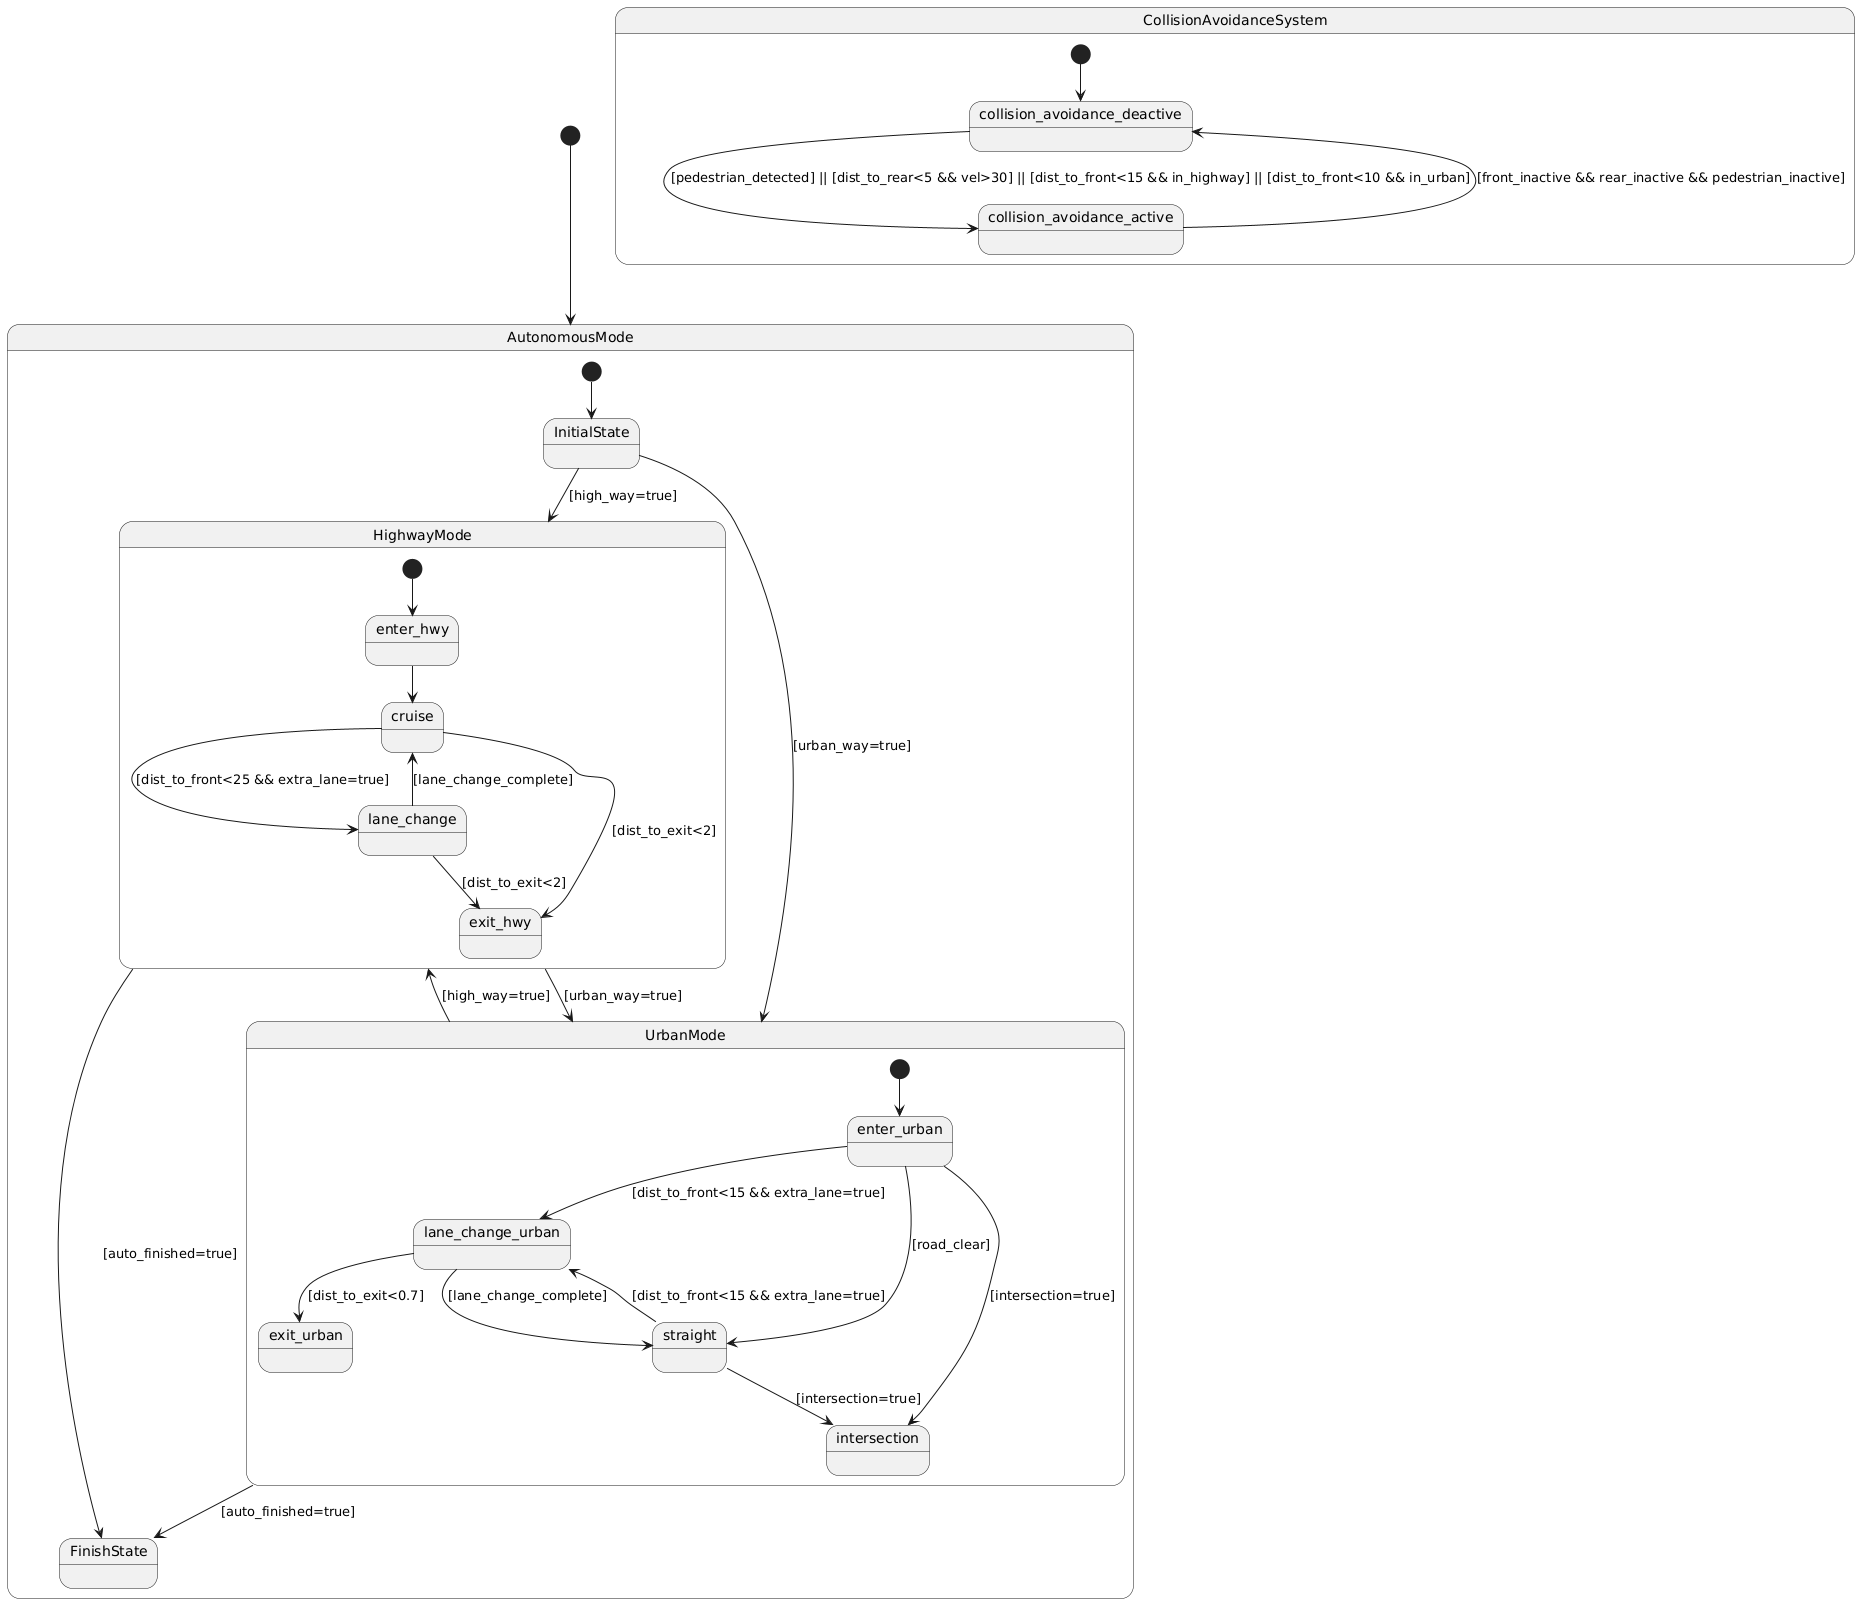 CollisionAvoidanceSystem
collision_avoidance_deactive
[pedestrian_detected] || [dist_to_rear<5 && vel>30] || [dist_to_front<15 && in_highway] || [dist_to_front<10 && in_urban]
[front_inactive && rear_inactive && pedestrian_inactive]
collision_avoidance_active
AutonomousMode
InitialState
[high_way=true]
HighwayMode
enter_hwy
cruise
[urban_way=true]
[dist_to_front<25 && extra_lane=true]
[lane_change_complete]
lane_change
[dist_to_exit<2]
[dist_to_exit<2]
exit_hwy
[high_way=true]
[urban_way=true]
UrbanMode
enter_urban
[dist_to_front<15 && extra_lane=true]
lane_change_urban
[road_clear]
[auto_finished=true]
[dist_to_exit<0.7]
[lane_change_complete]
[dist_to_front<15 && extra_lane=true]
[intersection=true]
exit_urban
straight
[intersection=true]
intersection
[auto_finished=true]
FinishState